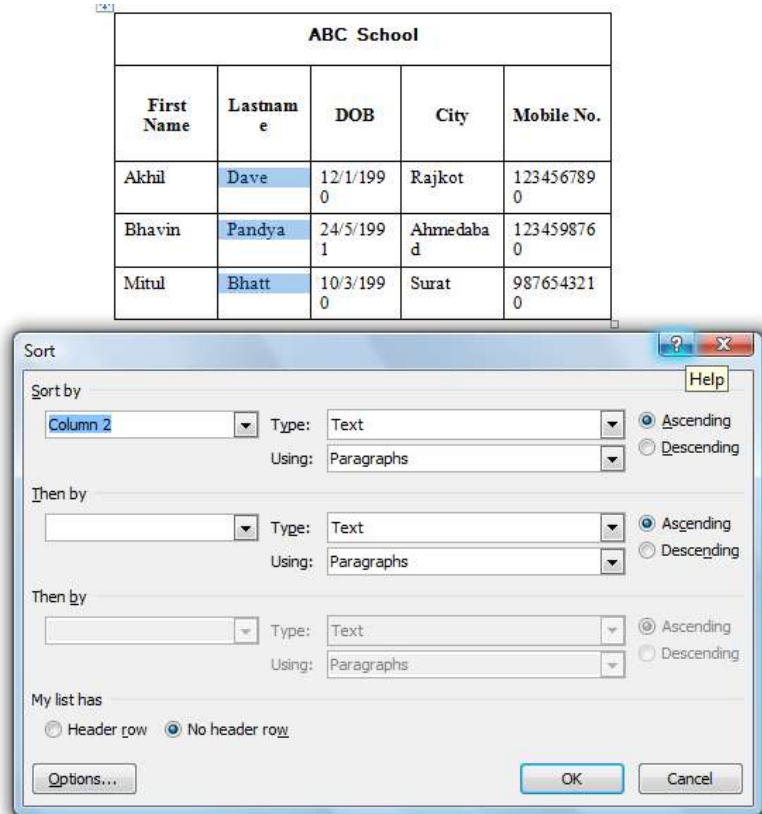 ABC School
First Name
Lastnam
e
DOB
City
Mobile No.
Akhil
Dave
12/1/199
0
Rajkot
123456789
0
Bhavin
Pandya
24/5/199
1
Ahmedaba
d
123459876
0
Mitul
Bhatt
10/3/199
0
Surat
987654321
0
Sort
?
X
Help
Sort by
Column 2
Type: Text
Ascending
Descending
Using: Paragraphs
Then by
Type: Text
Ascending
Descending
Using: Paragraphs
Then by
Type: Text
Ascending
Descending
Using: Paragraphs
My list has
Header row
No header row
Options...
OK
Cancel